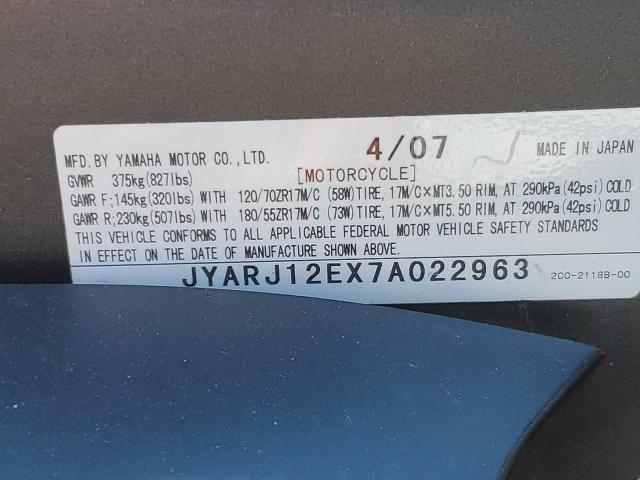 4/07
MFD. BY YAMAHA MOTOR CO., LTD. MADE IN JAPAN
GVWR 375kg(827lbs) [MOTORCYCLE]
GAWR F;145kg(320lbs) WITH 120/70ZR17M/C (58W)TIRE, 17M/C×MT3.50 RIM, AT 290kPa(42psi)COLD
GAWR R;230kg(507lbs) WITH 180/55ZR17M/C (73W)TIRE, 17M/C×MT5.50 RIM, AT 290kPa(42psi)COLD
THIS VEHICLE CONFORMS TO ALL APPLICABLE FEDERAL MOTOR VEHICLE SAFETY STANDARDS
IN EFFECT ON THE DATE OF MANUFACTURE SHOWN ABOVE.
JYARJ12EX7A022963 2C0-2118B-00